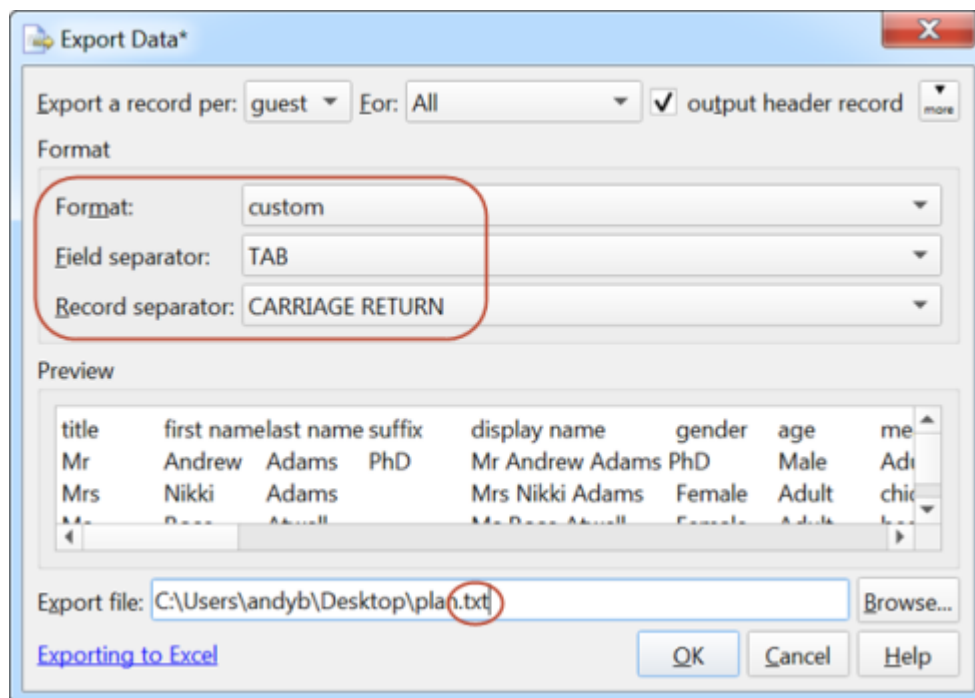 Export Data*
Export a record per: guest For: All output header record more
Format
Format: custom
Field separator: TAB
Record separator: CARRIAGE RETURN
Preview
title first name last name suffix display name gender age me
Mr Andrew Adams PhD Mr Andrew Adams PhD Male Adu
Mrs Nikki Adams Mrs Nikki Adams Female Adult chic
Export file: C:\Users\andyb\Desktop\plan.txt Browse...
Exporting to Excel OK Cancel Help